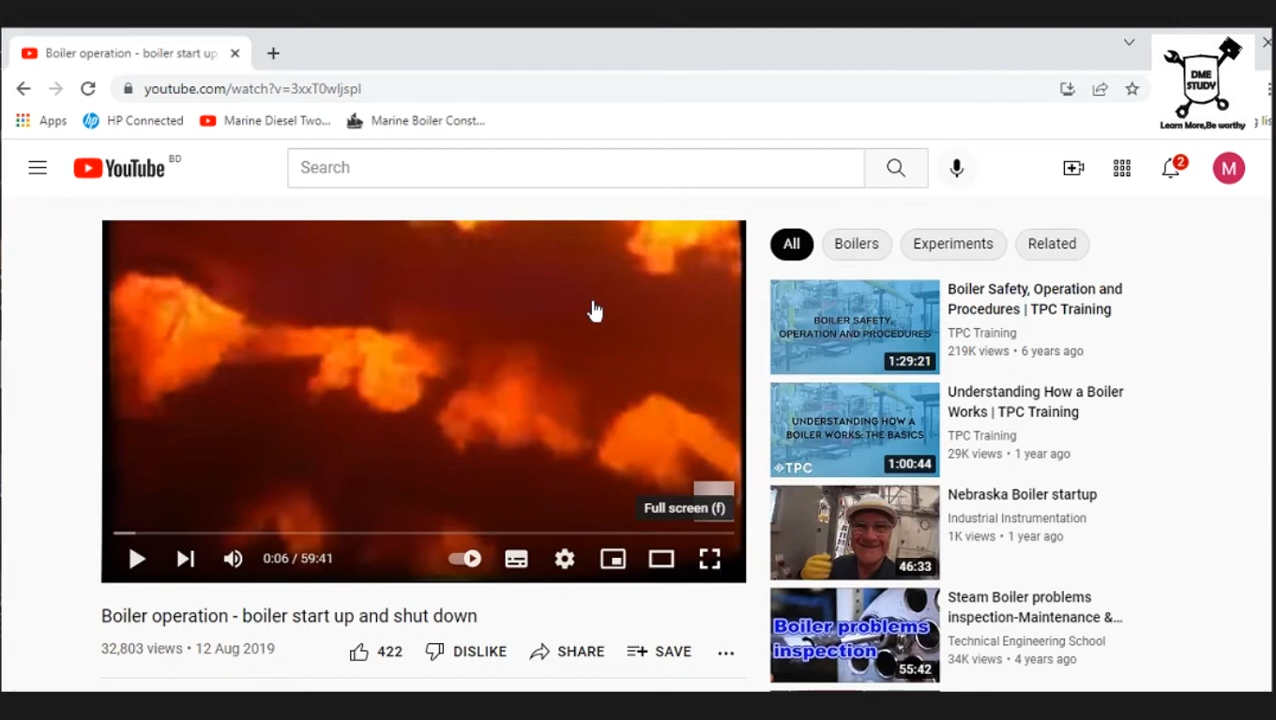 Boiler operation - boiler start up
youtube.com/watch?v=3xxT0wIjspI
DME
STUDY
Learn More,Be worthy
Apps
HP Connected
Marine Diesel Two...
Marine Boiler Const...
YouTube BD
Search
2
M
All
Boilers
Experiments
Related
BOILER SAFETY,
OPERATION AND PROCEDURES
1:29:21
Boiler Safety, Operation and
Procedures | TPC Training
TPC Training
219K views • 6 years ago
UNDERSTANDING HOW A
BOILER WORKS: THE BASICS
TPC
1:00:44
Understanding How a Boiler
Works | TPC Training
TPC Training
29K views • 1 year ago
46:33
Nebraska Boiler startup
Industrial Instrumentation
1K views • 1 year ago
Boiler problems
inspection
55:42
Steam Boiler problems
inspection-Maintenance &...
Technical Engineering School
34K views • 4 years ago
Full screen (f)
0:06 / 59:41
Boiler operation - boiler start up and shut down
32,803 views • 12 Aug 2019
422
DISLIKE
SHARE
SAVE